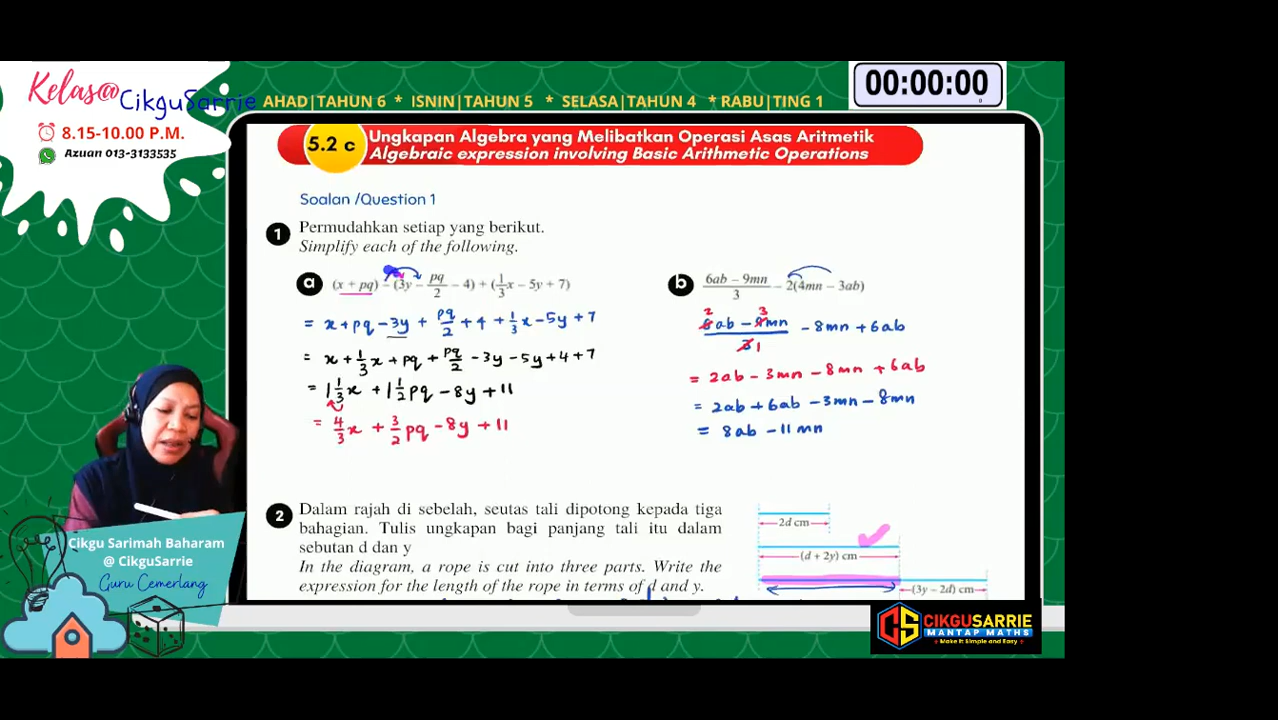 Kelas@CikguSarrie
8.15-10.00 P.M.
Azuan 013-3133535
AHAD|TAHUN 6 * ISNIN|TAHUN 5 * SELASA|TAHUN 4 * RABU|TING 1
00:00:00
5.2 c
Ungkapan Algebra yang Melibatkan Operasi Asas Aritmetik
Algebraic expression involving Basic Arithmetic Operations
Soalan /Question 1
1 Permudahkan setiap yang berikut.
Simplify each of the following.
a (x + pq) − (3y − pq/2 − 4) + (1/3x − 5y + 7)
= x + pq − 3y + pq/2 + 4 + 1/3x − 5y + 7
= x + 1/3x + pq + pq/2 − 3y − 5y + 4 + 7
= 1 1/3x + 1 1/2pq − 8y + 11
= 4/3x + 3/2pq − 8y + 11
b (6ab − 9mn)/3 − 2(4mn − 3ab)
2 3
(6ab − 9mn)/3 − 8mn + 6ab
1
= 2ab − 3mn − 8mn + 6ab
= 2ab + 6ab − 3mn − 8mn
= 8ab − 11mn
2 Dalam rajah di sebelah, seutas tali dipotong kepada tiga
bahagian. Tulis ungkapan bagi panjang tali itu dalam
sebutan d dan y
In the diagram, a rope is cut into three parts. Write the
expression for the length of the rope in terms of d and y.
2d cm
(d + 2y) cm
(3y − 2d) cm
Cikgu Sarimah Baharam
@ CikguSarrie
Guru Cemerlang
CS CIKGUSARRIE
MANTAP MATHS
Make It Simple and Easy